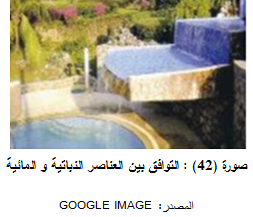 صورة (42) : التوافق بين العناصر النباتية و المائية
المصدر: GOOGLE IMAGE